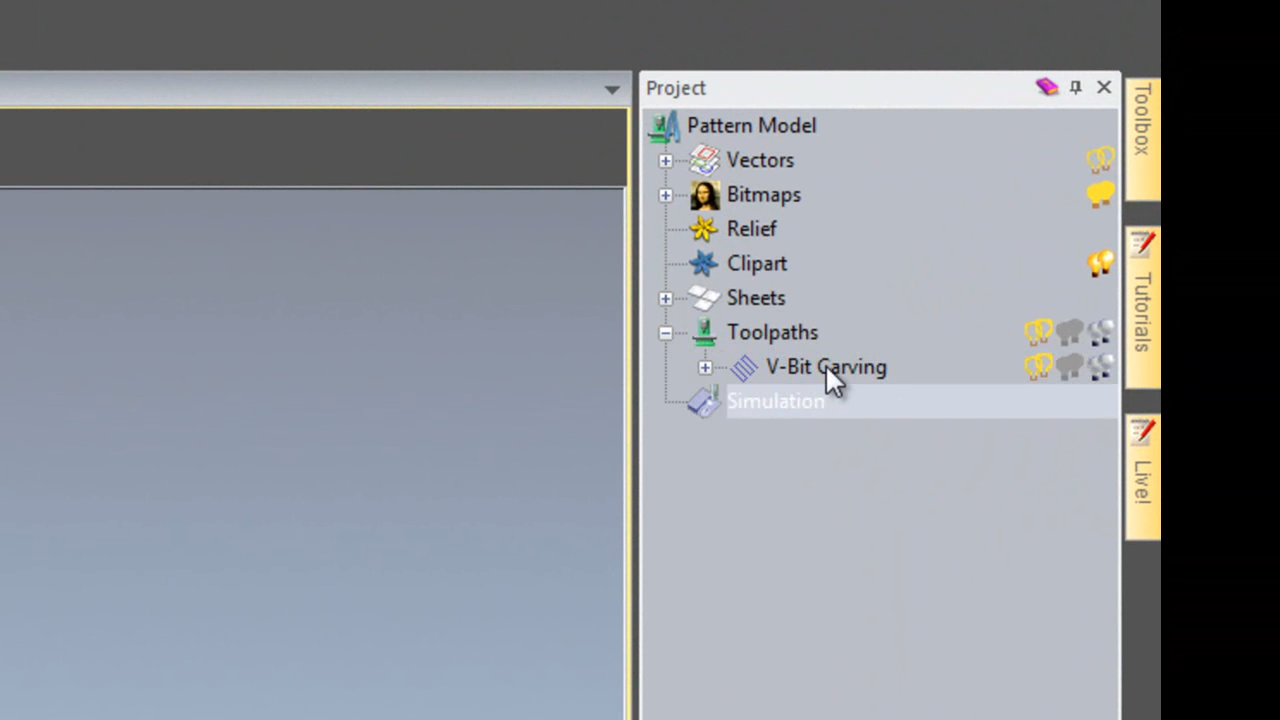 Project
Pattern Model
Vectors
Bitmaps
Relief
Clipart
Sheets
Toolpaths
V-Bit Carving
Simulation
Toolbox
Tutorials
Live!